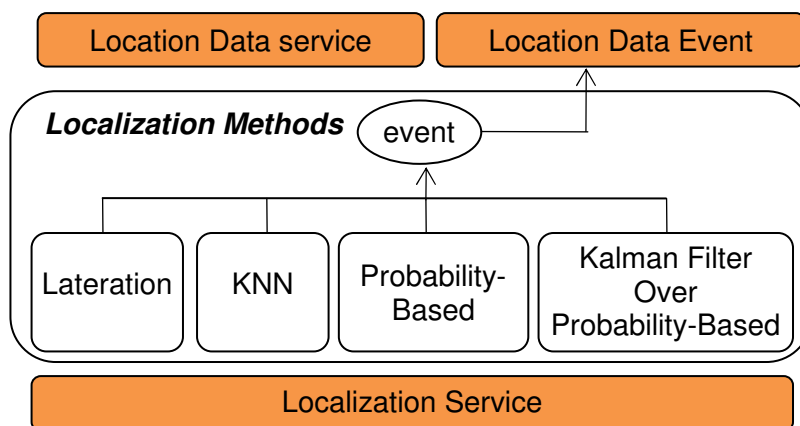 Location Data service
Location Data Event
Localization Methods
event
Lateration
KNN
Probability-
Based
Kalman Filter
Over
Probability-Based
Localization Service